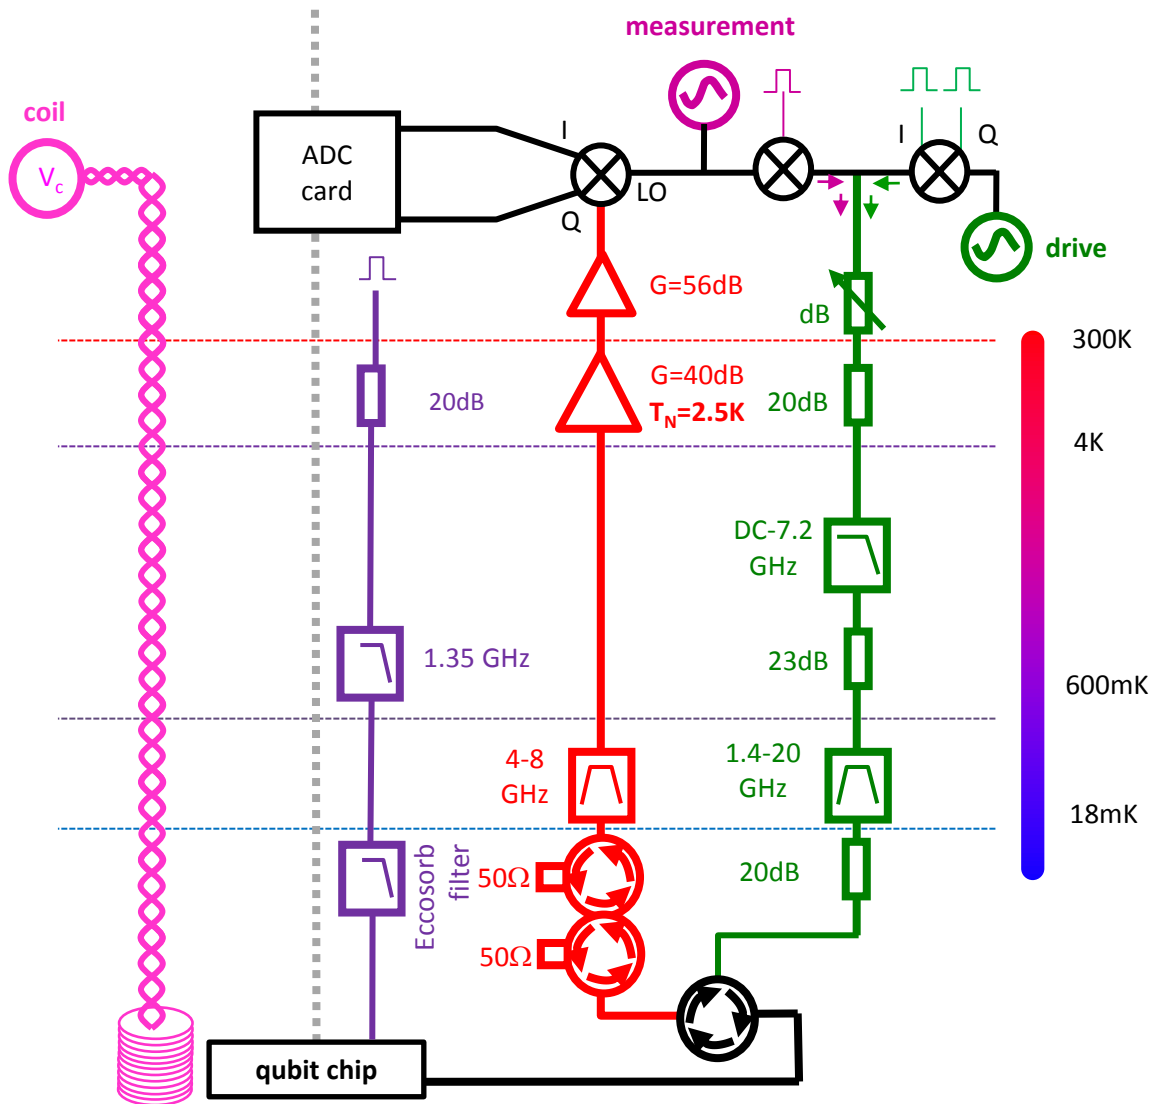 measurement
coil
V_c
ADC
card
I
Q
LO
I
Q
drive
G=56dB
dB
300K
G=40dB
T_N=2.5K
20dB
20dB
4K
DC-7.2
GHz
1.35 GHz
23dB
600mK
4-8
GHz
1.4-20
GHz
18mK
Eccosorb
filter
50Ω
20dB
50Ω
qubit chip